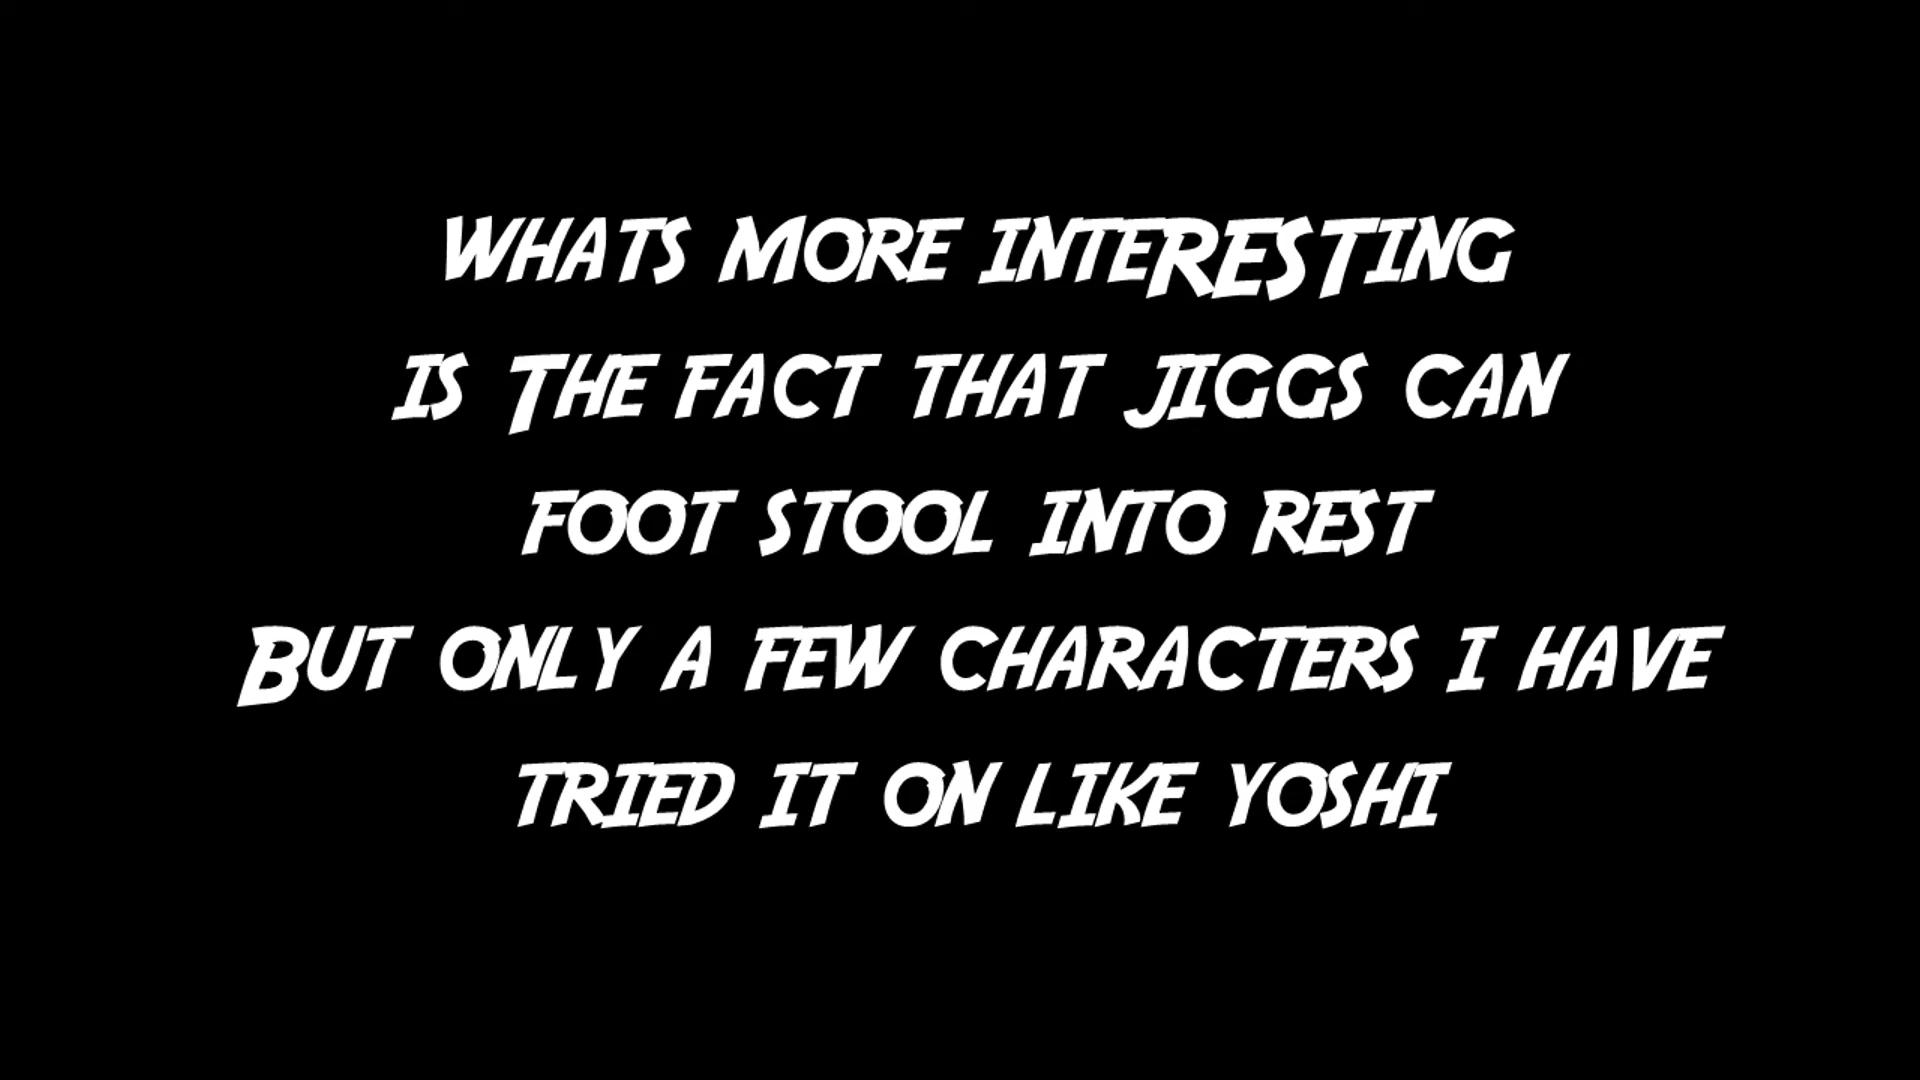 whats more inteRESTing
is The fact that jiggs can
foot stool into rest
But only a few characters i have
tried it on like yoshi